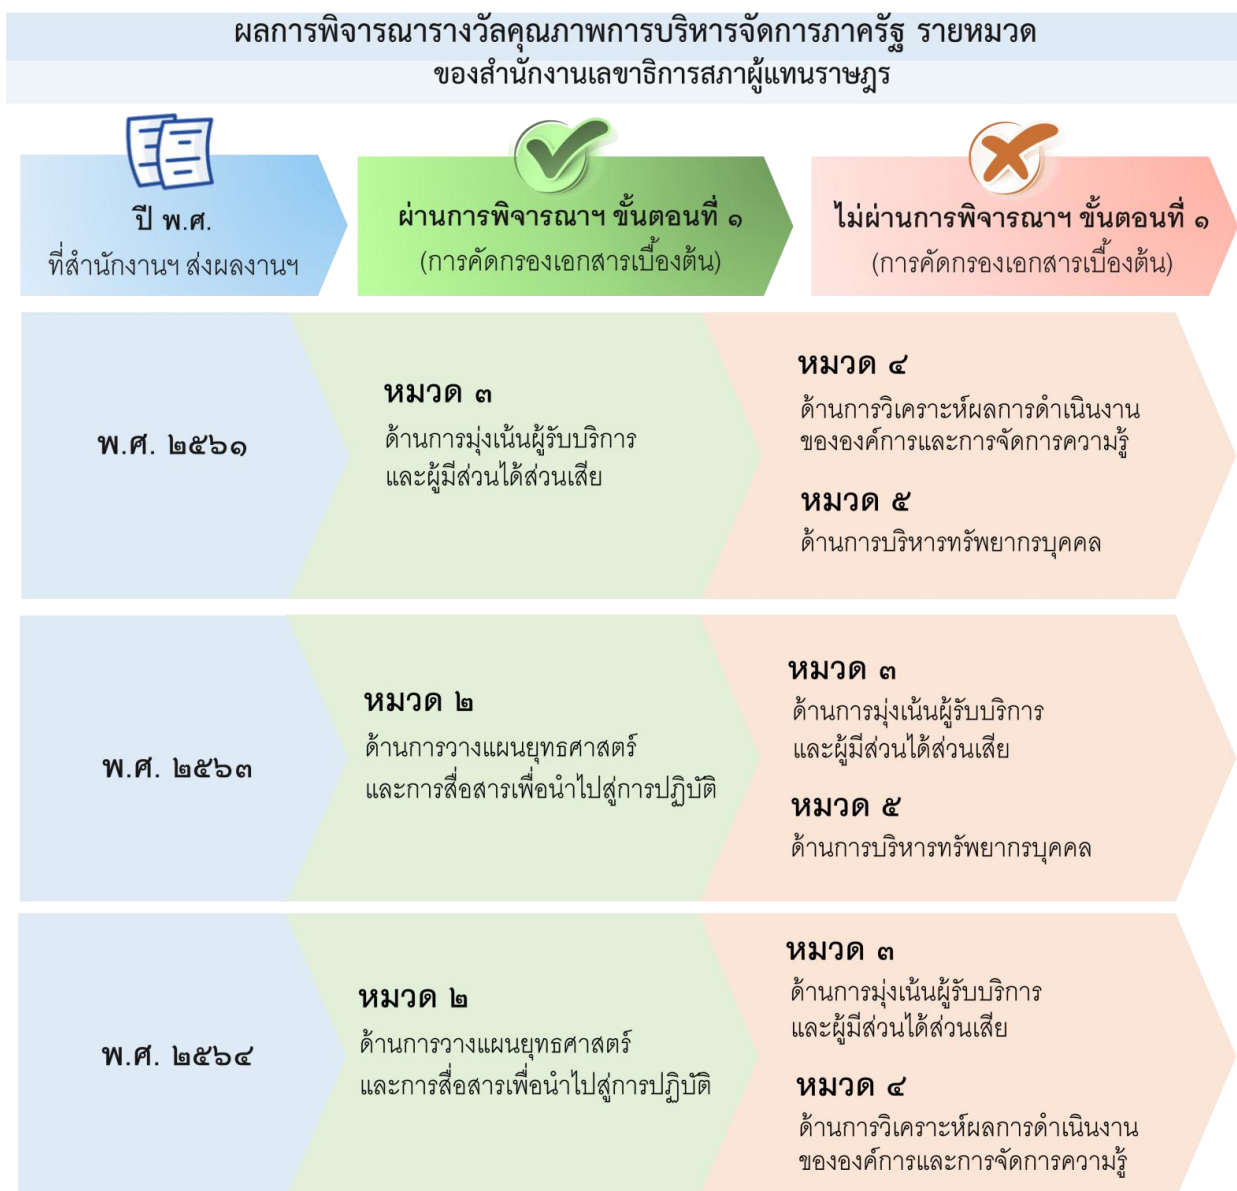 ผลการพิจารณารางวัลคุณภาพการบริหารจัดการภาครัฐ รายหมวด
ของสำนักงานเลขาธิการสภาผู้แทนราษฎร
ปี พ.ศ.
ที่สำนักงานฯ ส่งผลงานฯ
ผ่านการพิจารณาฯ ขั้นตอนที่ ๑
(การคัดกรองเอกสารเบื้องต้น)
ไม่ผ่านการพิจารณาฯ ขั้นตอนที่ ๑
(การคัดกรองเอกสารเบื้องต้น)
พ.ศ. ๒๕๖๑
หมวด ๓
ด้านการมุ่งเน้นผู้รับบริการ
และผู้มีส่วนได้ส่วนเสีย
หมวด ๔
ด้านการวิเคราะห์ผลการดำเนินงาน
ขององค์การและการจัดการความรู้
หมวด ๕
ด้านการบริหารทรัพยากรบุคคล
พ.ศ. ๒๕๖๓
หมวด ๒
ด้านการวางแผนยุทธศาสตร์
และการสื่อสารเพื่อนำไปสู่การปฏิบัติ
หมวด ๓
ด้านการมุ่งเน้นผู้รับบริการ
และผู้มีส่วนได้ส่วนเสีย
หมวด ๕
ด้านการบริหารทรัพยากรบุคคล
พ.ศ. ๒๕๖๔
หมวด ๒
ด้านการวางแผนยุทธศาสตร์
และการสื่อสารเพื่อนำไปสู่การปฏิบัติ
หมวด ๓
ด้านการมุ่งเน้นผู้รับบริการ
และผู้มีส่วนได้ส่วนเสีย
หมวด ๔
ด้านการวิเคราะห์ผลการดำเนินงาน
ขององค์การและการจัดการความรู้